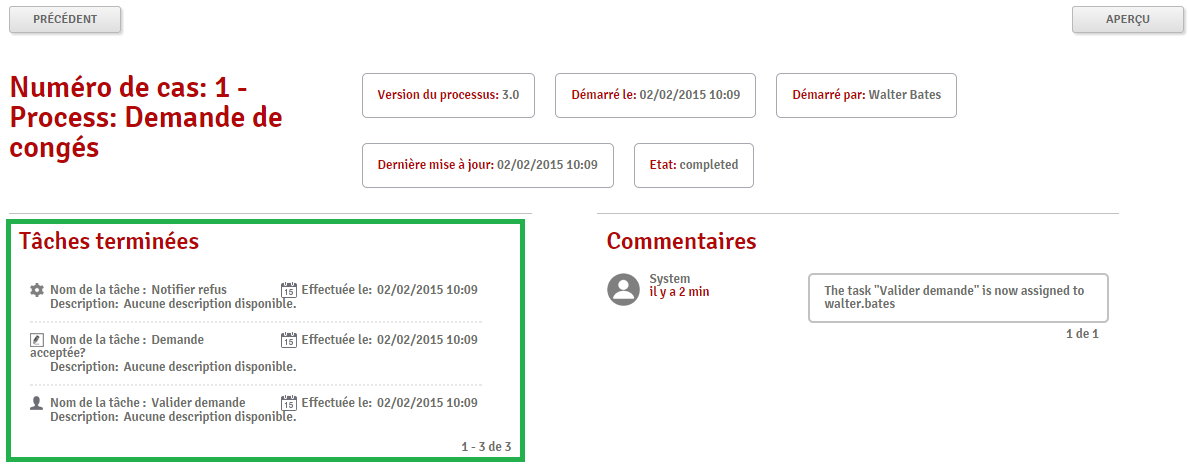 PRÉCÉDENT
APERÇU
Numéro de cas: 1 -
Process: Demande de
congés
Version du processus: 3.0
Démarré le: 02/02/2015 10:09
Démarré par: Walter Bates
Dernière mise à jour: 02/02/2015 10:09
Etat: completed
Tâches terminées
Nom de la tâche : Notifier refus
15 Effectuée le: 02/02/2015 10:09
Description: Aucune description disponible.
Nom de la tâche : Demande
acceptée?
15 Effectuée le: 02/02/2015 10:09
Description: Aucune description disponible.
Nom de la tâche : Valider demande
15 Effectuée le: 02/02/2015 10:09
Description: Aucune description disponible.
1 - 3 de 3
Commentaires
System
il y a 2 min
The task "Valider demande" is now assigned to
walter.bates
1 de 1